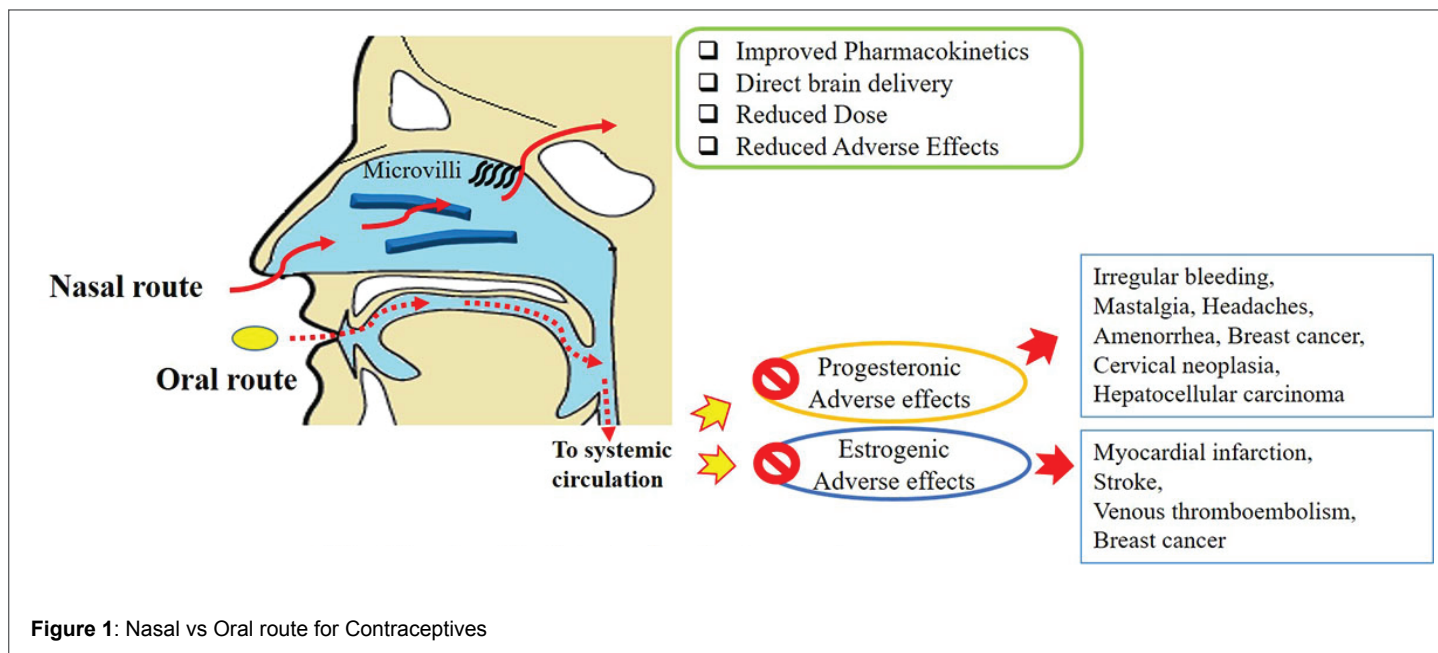 Improved Pharmacokinetics
Direct brain delivery
Reduced Dose
Reduced Adverse Effects
Microvilli
Nasal route
Oral route
To systemic
circulation
Progesteronic
Adverse effects
Irregular bleeding,
Mastalgia, Headaches,
Amenorrhea, Breast cancer,
Cervical neoplasia,
Hepatocellular carcinoma
Estrogenic
Adverse effects
Myocardial infarction,
Stroke,
Venous thromboembolism,
Breast cancer
Figure 1: Nasal vs Oral route for Contraceptives